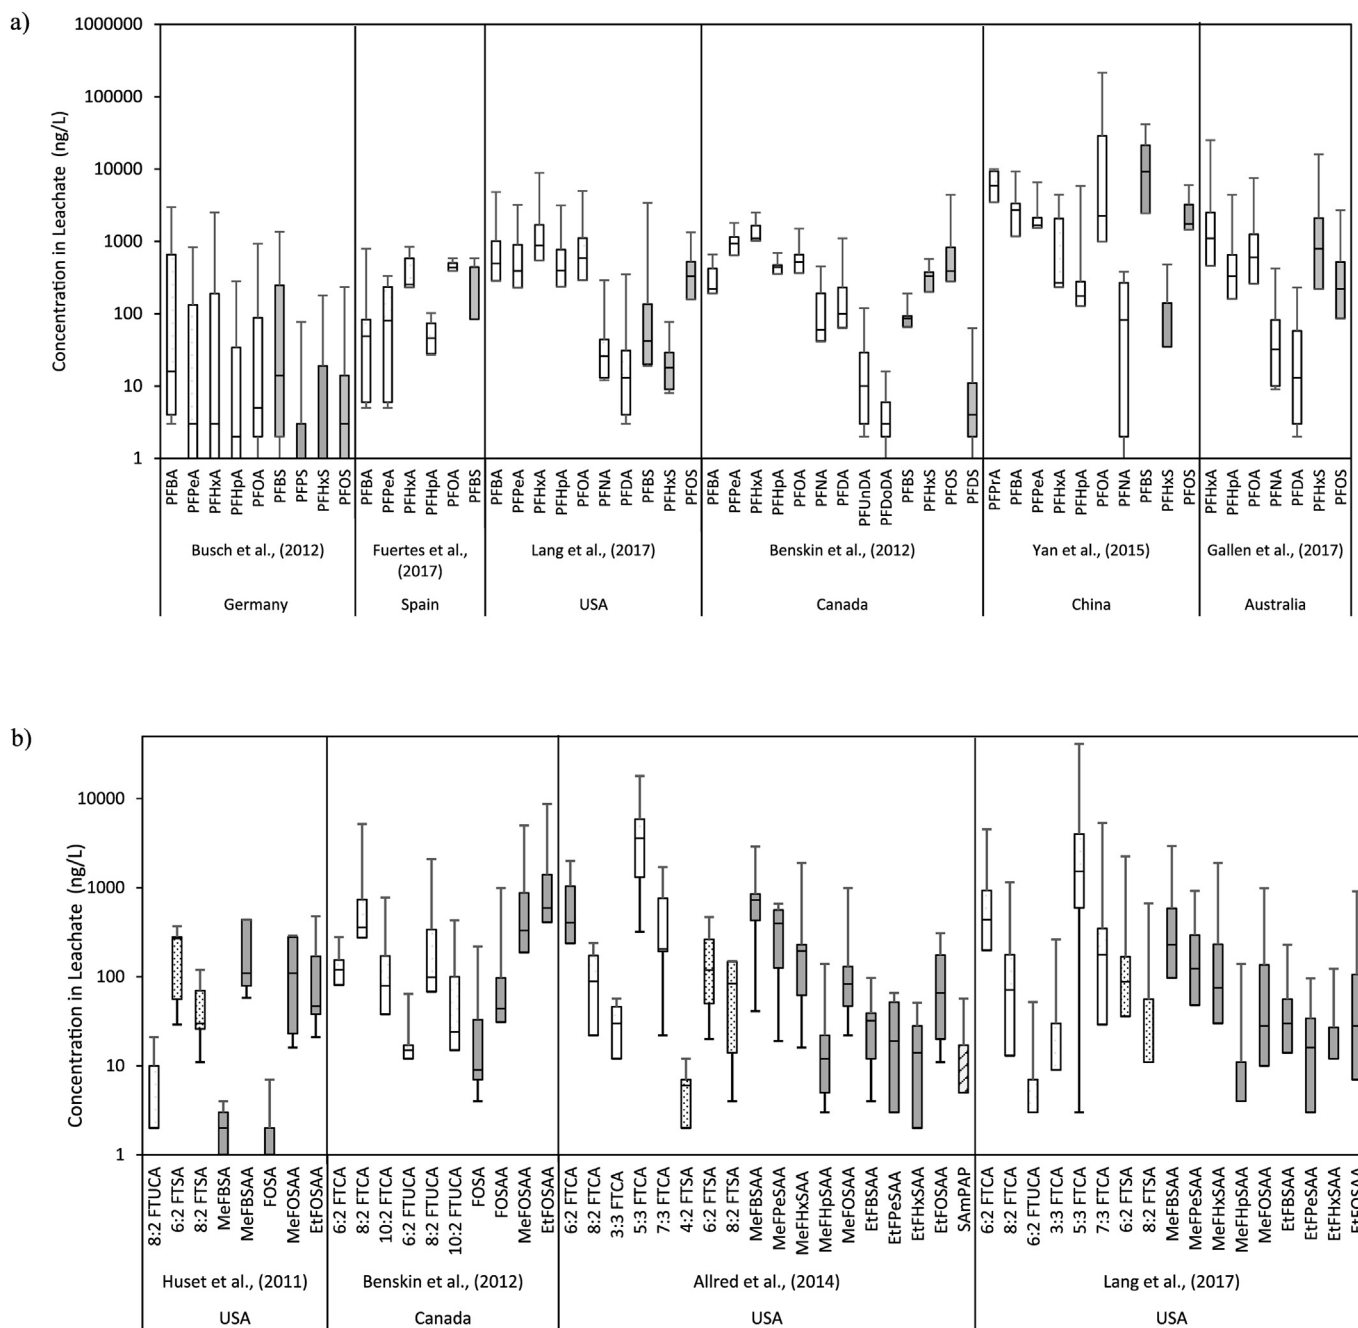 a)
Concentration in Leachate (ng/L)
1000000
100000
10000
1000
100
10
1
PFBA PFPeA PFHxA PFHpA PFOA PFBS PFPS PFHxS PFOS PFBA PFPeA PFHxA PFHpA PFOA PFBS PFBA PFPeA PFHxA PFHpA PFOA PFNA PFDA PFBS PFHxS PFOS PFBA PFPeA PFHxA PFHpA PFOA PFNA PFDA PFUnDA PFDoDA PFBS PFHxS PFOS PFDS PFPrA PFBA PFPeA PFHxA PFHpA PFOA PFNA PFBS PFHxS PFOS PFHxA PFHpA PFOA PFNA PFDA PFHxS PFOS
Busch et al., (2012) Fuertes et al., (2017) Lang et al., (2017) Benskin et al., (2012) Yan et al., (2015) Gallen et al., (2017)
Germany Spain USA Canada China Australia
b)
Concentration in Leachate (ng/L)
10000
1000
100
10
1
8:2 FTUCA 6:2 FTSA 8:2 FTSA MeFBSA MeFBSAA FOSA MeFOSAA EtFOSAA 6:2 FTCA 8:2 FTCA 10:2 FTCA 6:2 FTUCA 8:2 FTUCA 10:2 FTUCA FOSA FOSAA MeFOSAA EtFOSAA 6:2 FTCA 8:2 FTCA 3:3 FTCA 5:3 FTCA 7:3 FTCA 4:2 FTSA 6:2 FTSA 8:2 FTSA MeFBSAA MeFPeSAA MeFHxSAA MeFHpSAA MeFOSAA EtFBSAA EtFPeSAA EtFHxSAA EtFOSAA SAmPAP 6:2 FTCA 8:2 FTCA 6:2 FTUCA 3:3 FTCA 5:3 FTCA 7:3 FTCA 6:2 FTSA 8:2 FTSA MeFBSAA MeFPeSAA MeFHxSAA MeFHpSAA MeFOSAA EtFBSAA EtFPeSAA EtFHxSAA EtFOSAA
Huset et al., (2011) Benskin et al., (2012) Allred et al., (2014) Lang et al., (2017)
USA Canada USA USA